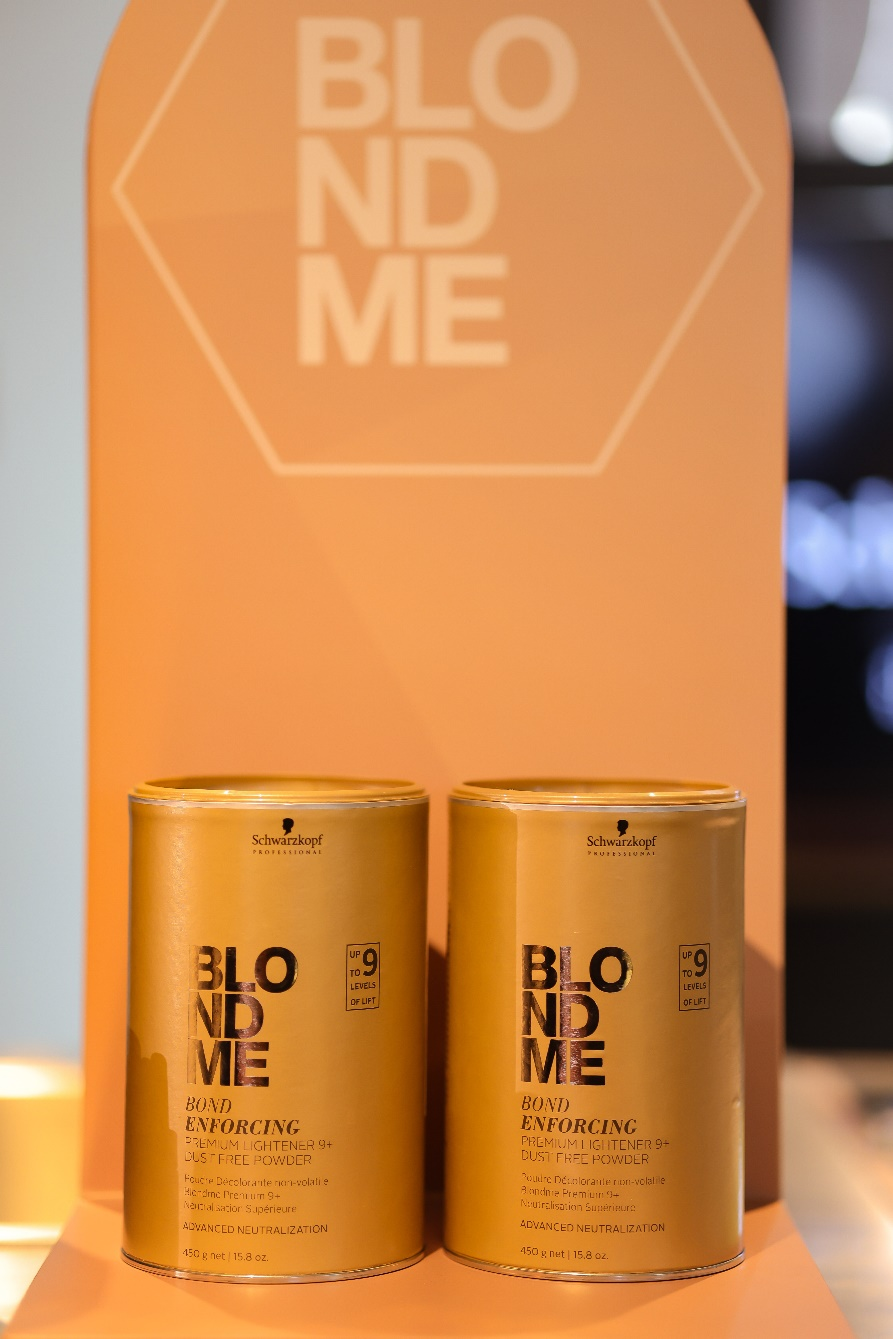 BLO
ND
ME
Schwarzkopf
PROFESSIONAL
BLO
ND
ME
UP TO 9
LEVELS
OF LIFT
BOND
ENFORCING
PREMIUM LIGHTENER 9+
DUST FREE POWDER
Poudre Décolorante non-volatile
Blondme Premium 9+
Neutralisation Supérieure
ADVANCED NEUTRALIZATION
450 g net | 15.8 oz.
Schwarzkopf
PROFESSIONAL
BLO
ND
ME
UP TO 9
LEVELS
OF LIFT
BOND
ENFORCING
PREMIUM LIGHTENER 9+
DUST FREE POWDER
Poudre Décolorante non-volatile
Blondme Premium 9+
Neutralisation Supérieure
ADVANCED NEUTRALIZATION
450 g net | 15.8 oz.